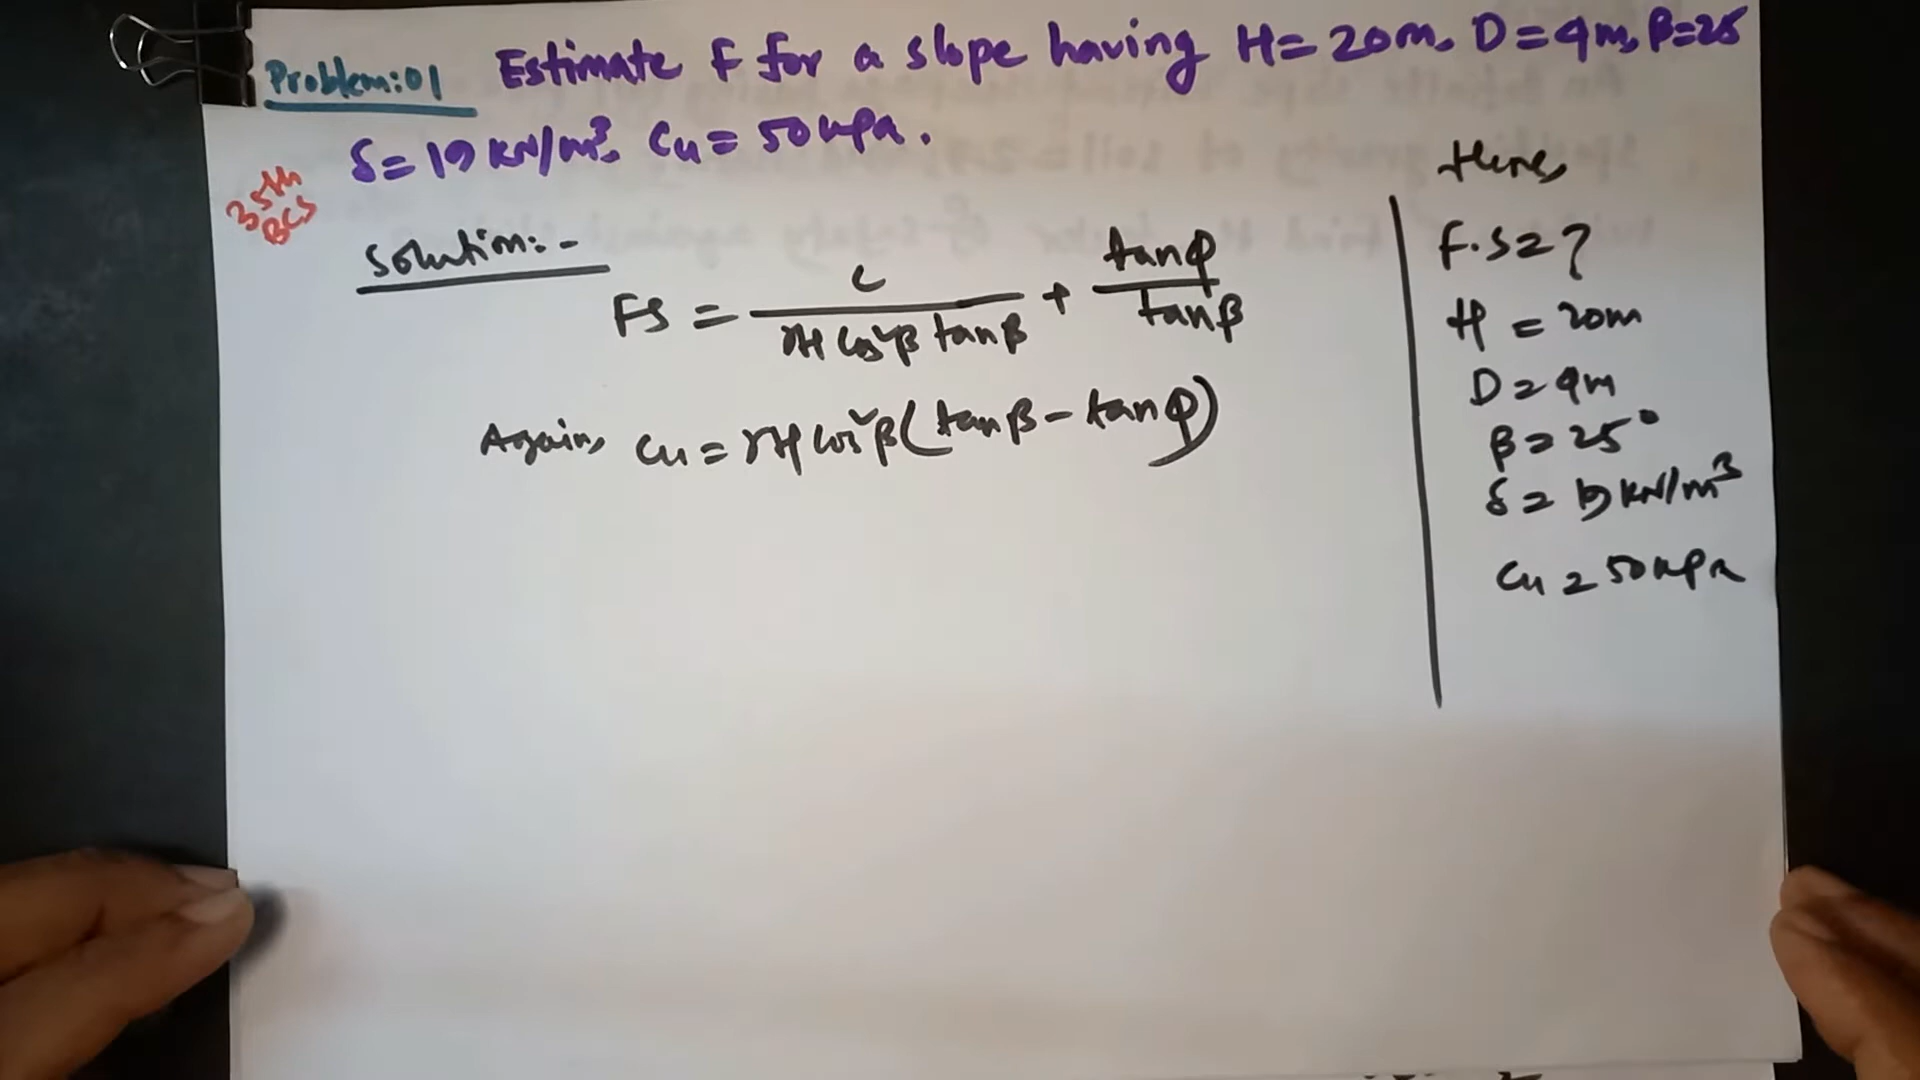 Problem:01 Estimate F for a slope having H=20m, D=4m, β=25
δ=19 kN/m³, Cu=50 kpa.
35th
BCS
Solution:-
FS = c / γH cos²β tanβ + tanφ / tanβ
Again, Cu = γH cos²β (tanβ - tanφ)
Here,
F.S = ?
H = 20m
D = 4m
β = 25°
δ = 19 kN/m³
Cu = 50 kpa